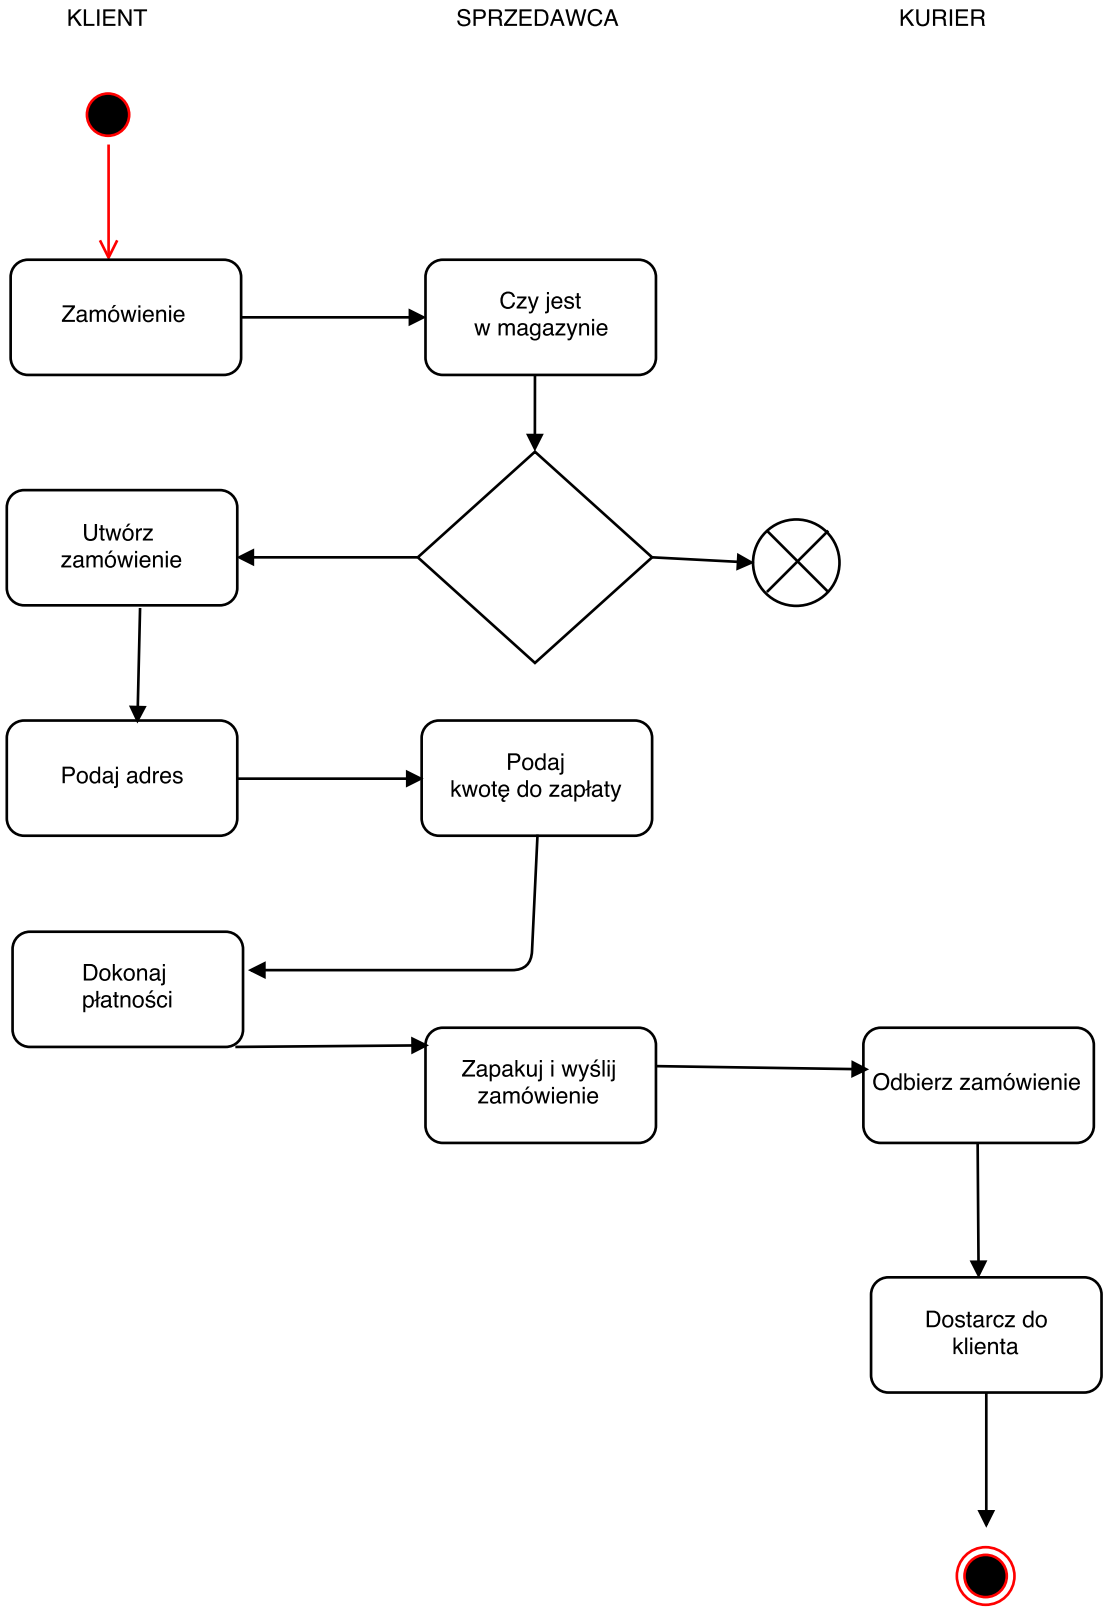 KLIENT
SPRZEDAWCA
KURIER
Zamówienie
Czy jest
w magazynie
Utwórz
zamówienie
Podaj adres
Podaj
kwotę do zapłaty
Dokonaj
płatności
Zapakuj i wyślij
zamówienie
Odbierz zamówienie
Dostarcz do
klienta